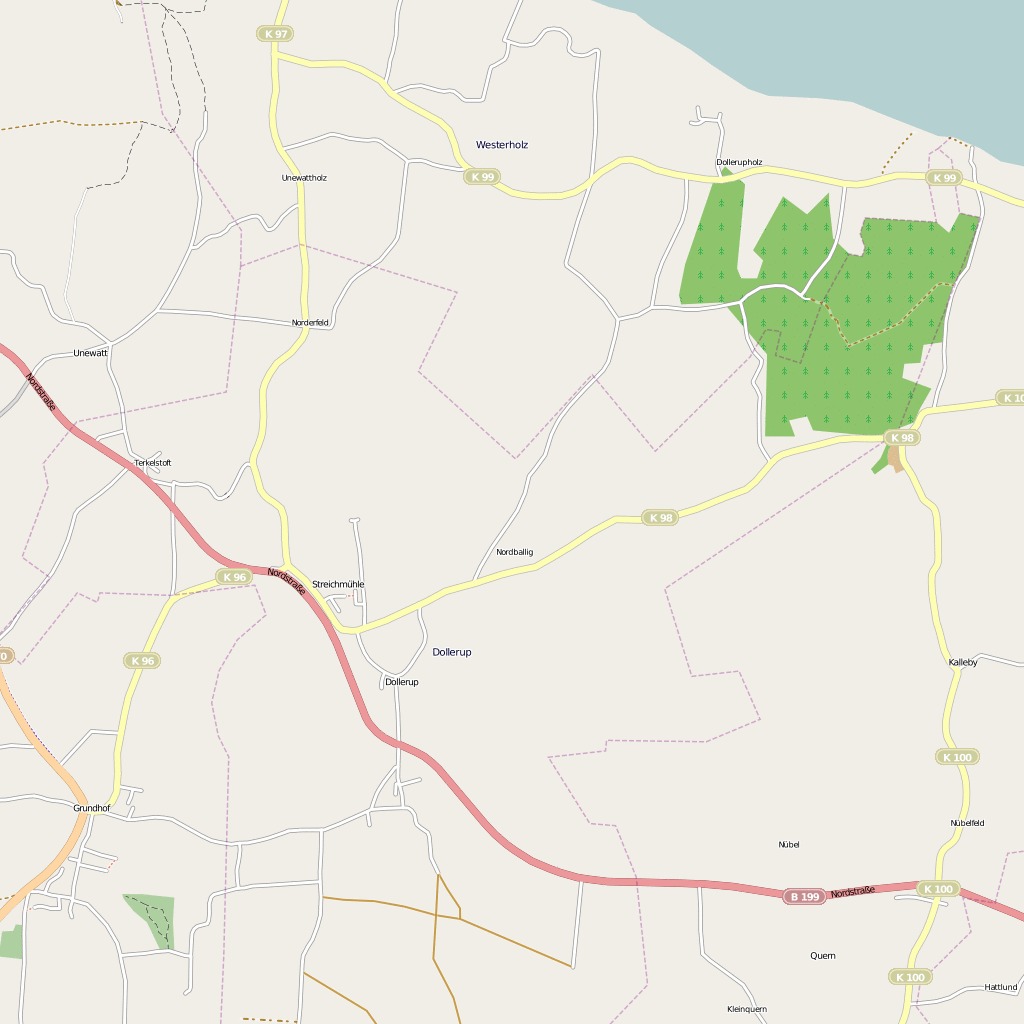 K 97
Westerholz
Dollerupholz
K 99
K 99
Unewattholz
Norderfeld
Unewatt
Nordstraße
K 10
K 98
Terkelstoft
K 98
Nordballig
K 96
Nordstraße
Streichmühle
Dollerup
K 96
0
Kalleby
Dollerup
K 100
Grundhof
Nübelfeld
Nübel
K 100
Nordstraße
B 199
Quern
K 100
Hattlund
Kleinquern